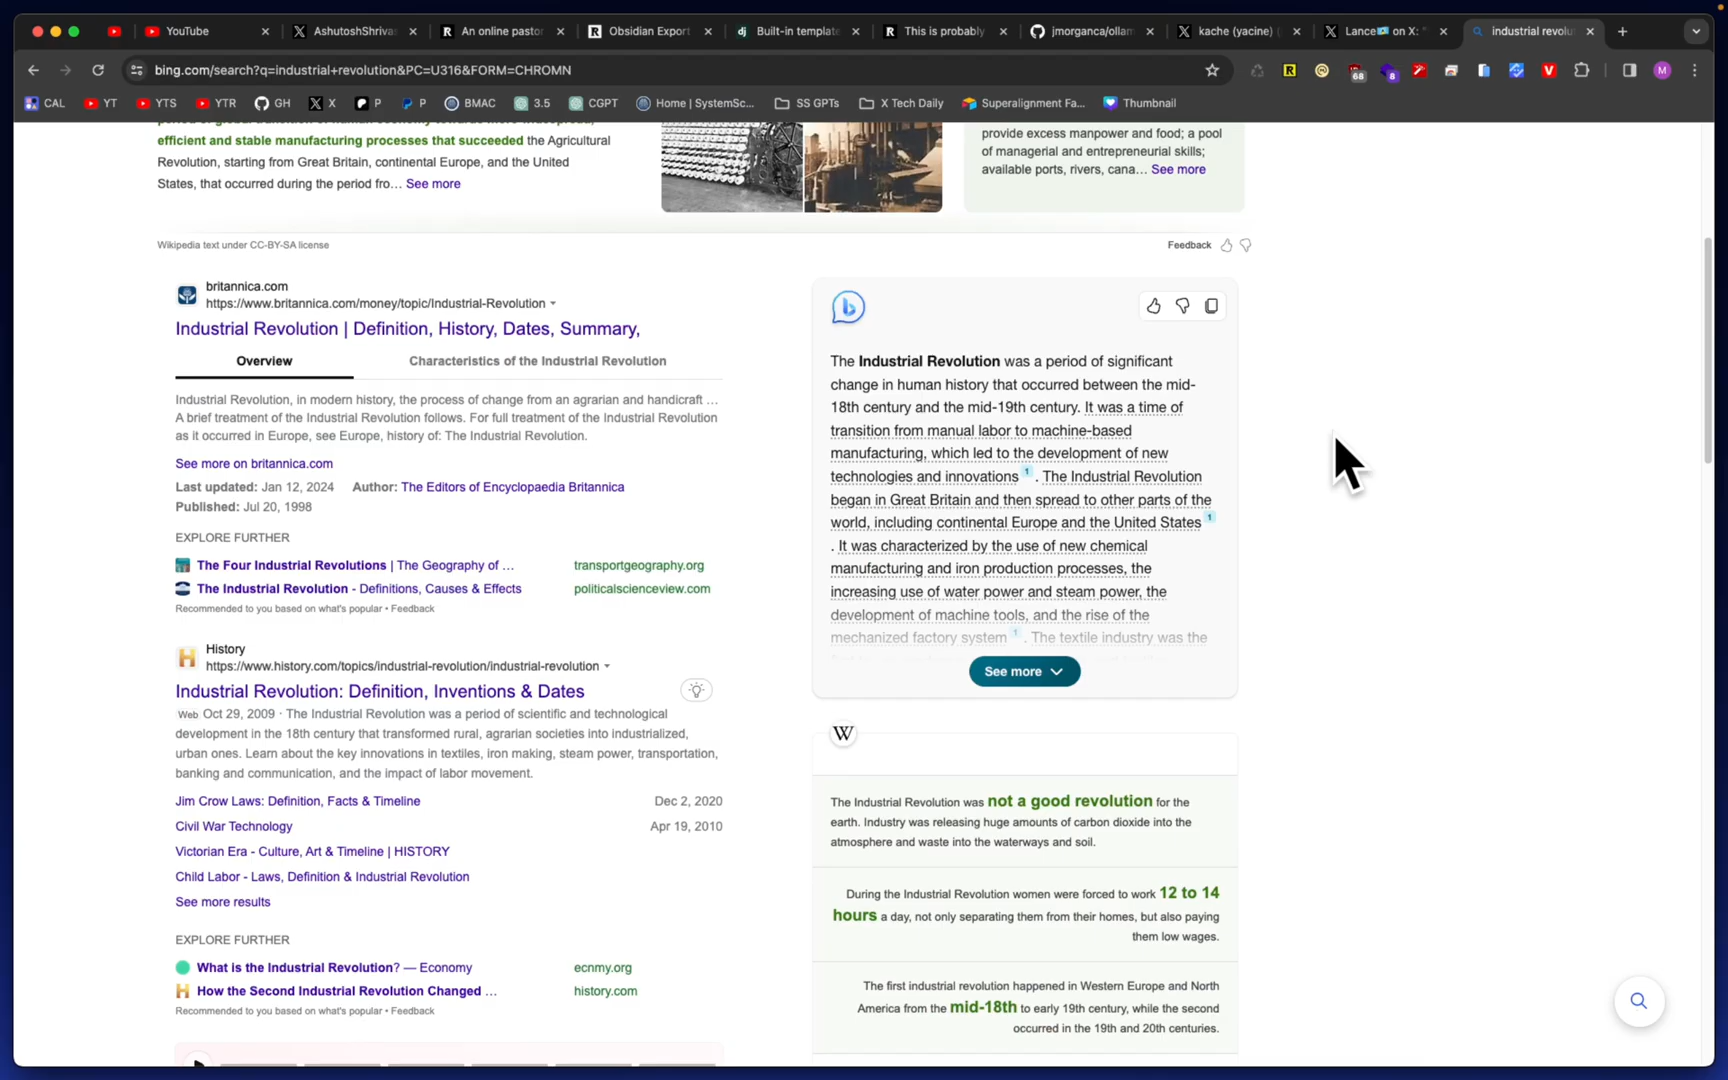 YouTube
AshutoshShriva
An online pastor
Obsidian Export
dj
Built-in template
This is probably
jmorganca/ollam
kache (yacine) (
Lance on X: "
industrial revolu
bing.com/search?q=industrial+revolution&PC=U316&FORM=CHROMN
68
8
M
CAL
YT
YTS
YTR
GH
X
P
P
BMAC
3.5
CGPT
Home | SystemSc...
SS GPTs
X Tech Daily
Superalignment Fa...
Thumbnail
efficient and stable manufacturing processes that succeeded the Agricultural
Revolution, starting from Great Britain, continental Europe, and the United
States, that occurred during the period fro... See more
provide excess manpower and food; a pool
of managerial and entrepreneurial skills;
available ports, rivers, cana... See more
Wikipedia text under CC-BY-SA license
Feedback
britannica.com
https://www.britannica.com/money/topic/Industrial-Revolution
Industrial Revolution | Definition, History, Dates, Summary,
Overview
Characteristics of the Industrial Revolution
Industrial Revolution, in modern history, the process of change from an agrarian and handicraft ...
A brief treatment of the Industrial Revolution follows. For full treatment of the Industrial Revolution
as it occurred in Europe, see Europe, history of: The Industrial Revolution.
See more on britannica.com
Last updated: Jan 12, 2024 Author: The Editors of Encyclopaedia Britannica
Published: Jul 20, 1998
EXPLORE FURTHER
The Four Industrial Revolutions | The Geography of ... transportgeography.org
The Industrial Revolution - Definitions, Causes & Effects politicalscienceview.com
Recommended to you based on what's popular • Feedback
History
https://www.history.com/topics/industrial-revolution/industrial-revolution
Industrial Revolution: Definition, Inventions & Dates
Web Oct 29, 2009 · The Industrial Revolution was a period of scientific and technological
development in the 18th century that transformed rural, agrarian societies into industrialized,
urban ones. Learn about the key innovations in textiles, iron making, steam power, transportation,
banking and communication, and the impact of labor movement.
Jim Crow Laws: Definition, Facts & Timeline Dec 2, 2020
Civil War Technology Apr 19, 2010
Victorian Era - Culture, Art & Timeline | HISTORY
Child Labor - Laws, Definition & Industrial Revolution
See more results
EXPLORE FURTHER
What is the Industrial Revolution? — Economy ecnmy.org
How the Second Industrial Revolution Changed ... history.com
Recommended to you based on what's popular • Feedback
The Industrial Revolution was a period of significant
change in human history that occurred between the mid-
18th century and the mid-19th century. It was a time of
transition from manual labor to machine-based
manufacturing, which led to the development of new
technologies and innovations 1 . The Industrial Revolution
began in Great Britain and then spread to other parts of the
world, including continental Europe and the United States 1
. It was characterized by the use of new chemical
manufacturing and iron production processes, the
increasing use of water power and steam power, the
development of machine tools, and the rise of the
mechanized factory system 1 . The textile industry was the
See more
W
The Industrial Revolution was not a good revolution for the
earth. Industry was releasing huge amounts of carbon dioxide into the
atmosphere and waste into the waterways and soil.
During the Industrial Revolution women were forced to work 12 to 14
hours a day, not only separating them from their homes, but also paying
them low wages.
The first industrial revolution happened in Western Europe and North
America from the mid-18th to early 19th century, while the second
occurred in the 19th and 20th centuries.